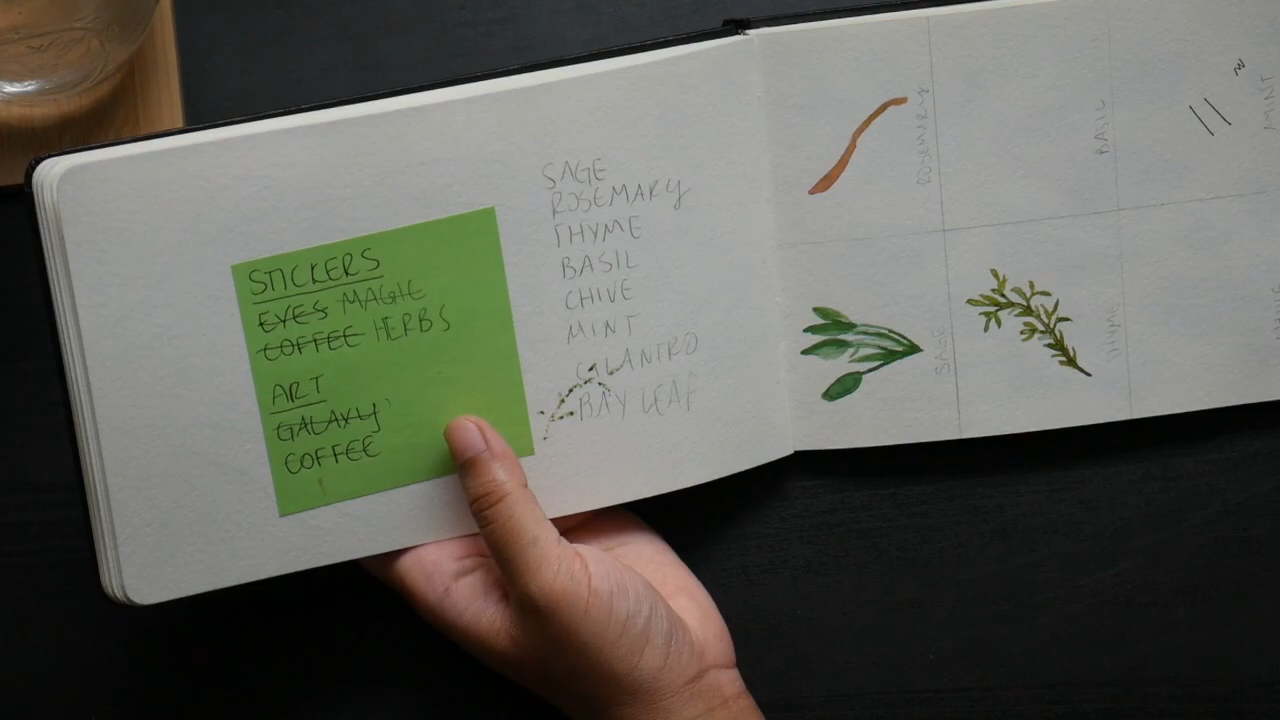 STICKERS
EYES MAGIC
COFFEE HERBS
ART
GALAXY
COFFEE
SAGE
ROSEMARY
THYME
BASIL
CHIVE
MINT
CILANTRO
BAY LEAF
ROSEMARY
BASIL
MINT
SAGE
THYME